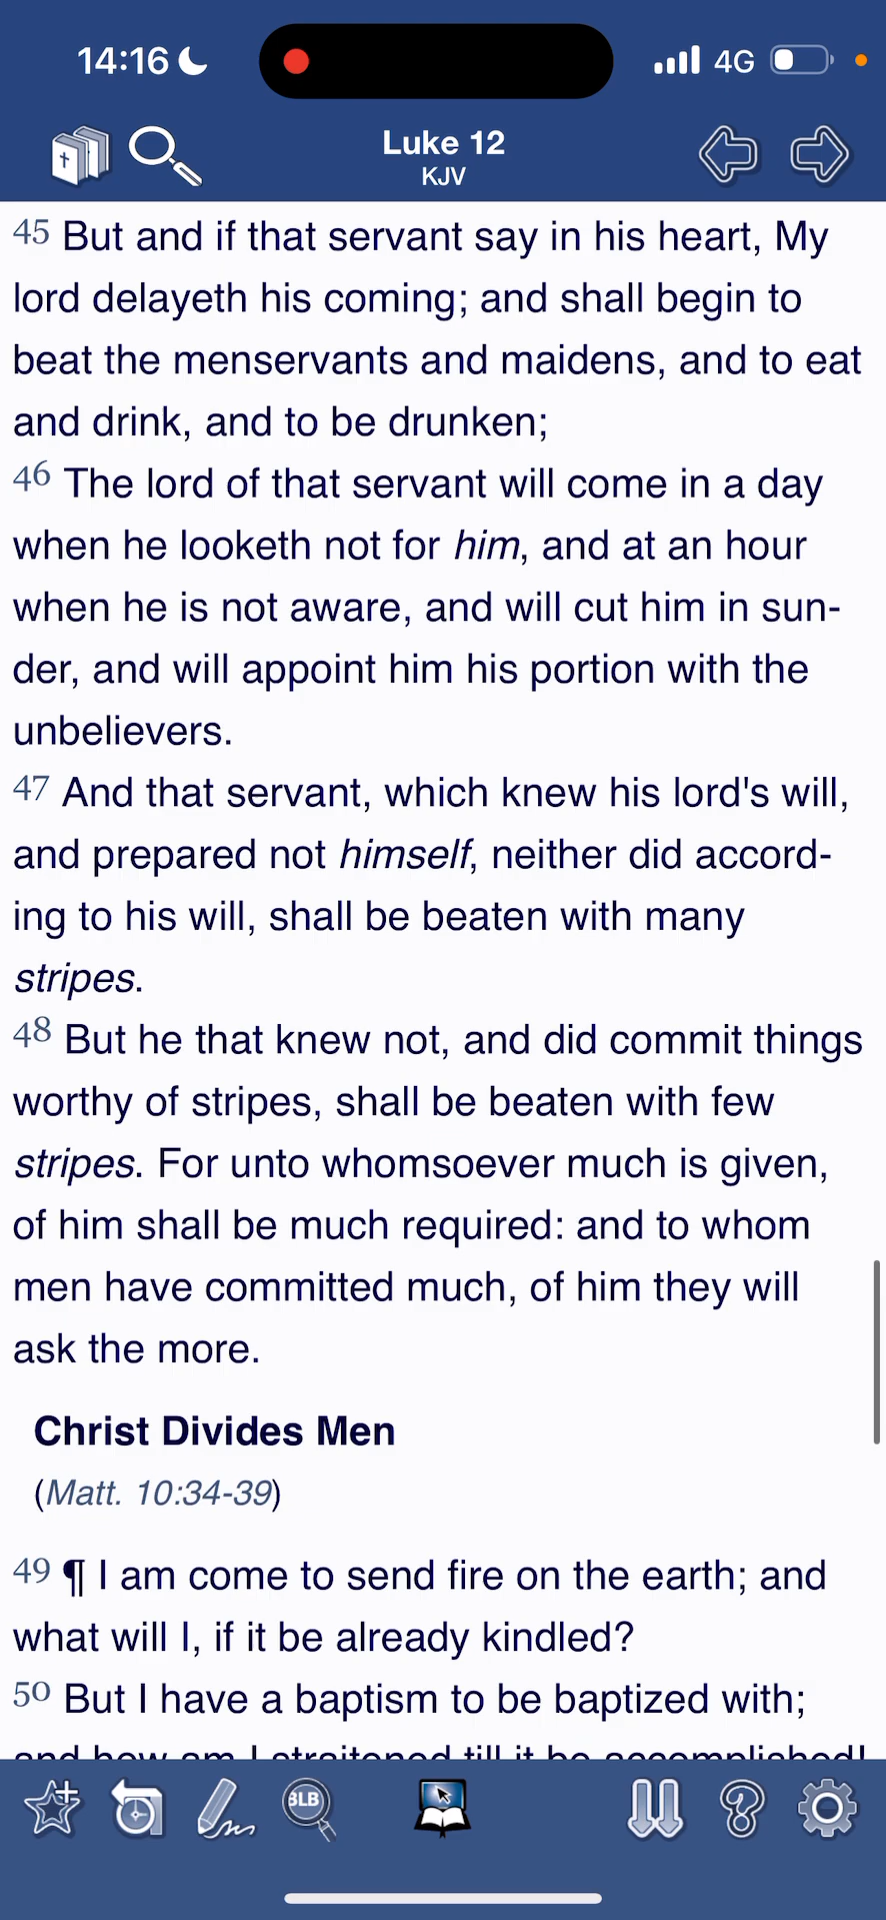 14:16
4G
Luke 12
KJV
45 But and if that servant say in his heart, My
lord delayeth his coming; and shall begin to
beat the menservants and maidens, and to eat
and drink, and to be drunken;
46 The lord of that servant will come in a day
when he looketh not for him, and at an hour
when he is not aware, and will cut him in sun-
der, and will appoint him his portion with the
unbelievers.
47 And that servant, which knew his lord's will,
and prepared not himself, neither did accord-
ing to his will, shall be beaten with many
stripes.
48 But he that knew not, and did commit things
worthy of stripes, shall be beaten with few
stripes. For unto whomsoever much is given,
of him shall be much required: and to whom
men have committed much, of him they will
ask the more.
Christ Divides Men
(Matt. 10:34-39)
49 ¶ I am come to send fire on the earth; and
what will I, if it be already kindled?
50 But I have a baptism to be baptized with;
and how am I straitened till it be accomplished!
BLB